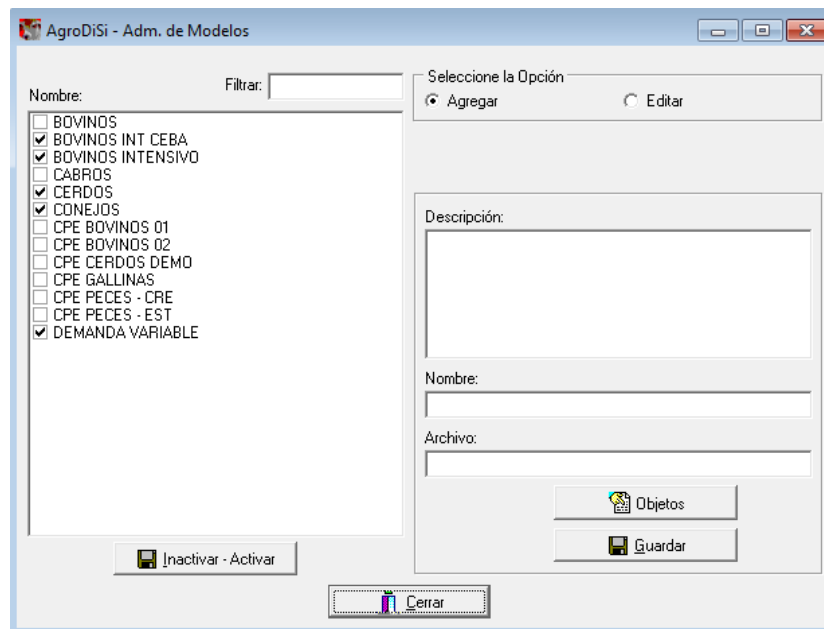 AgroDiSi - Adm. de Modelos
Nombre:
Filtrar:
BOVINOS
BOVINOS INT CEBA
BOVINOS INTENSIVO
CABROS
CERDOS
CONEJOS
CPE BOVINOS 01
CPE BOVINOS 02
CPE CERDOS DEMO
CPE GALLINAS
CPE PECES - CRE
CPE PECES - EST
DEMANDA VARIABLE
Inactivar - Activar
Seleccione la Opción
Agregar
Editar
Descripción:
Nombre:
Archivo:
Objetos
Guardar
Cerrar